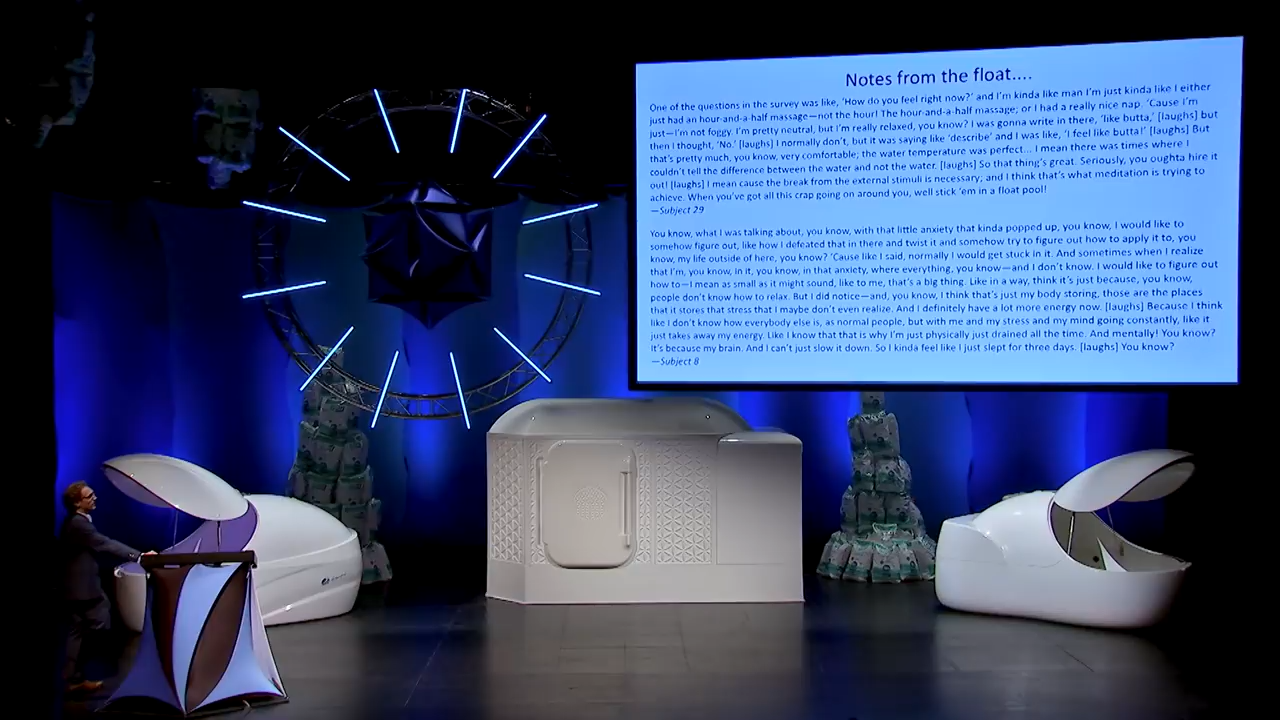 Notes from the float....
One of the questions in the survey was like, 'How do you feel right now?' and I'm kinda like man I'm just kinda like I either
just had an hour-and-a-half massage—not the hour! The hour-and-a-half massage; or I had a really nice nap. 'Cause I'm
just—I'm not foggy. I'm pretty neutral, but I'm really relaxed, you know? I was gonna write in there, 'like butta,' [laughs] but
then I thought, 'No.' [laughs] I normally don't, but it was saying like 'describe' and I was like, 'I feel like butta!' [laughs] But
that's pretty much, you know, very comfortable; the water temperature was perfect... I mean there was times where I
couldn't tell the difference between the water and not the water. [laughs] So that thing's great. Seriously, you oughta hire it
out! [laughs] I mean cause the break from the external stimuli is necessary; and I think that's what meditation is trying to
achieve. When you've got all this crap going on around you, well stick 'em in a float pool!
—Subject 29
You know, what I was talking about, you know, with that little anxiety that kinda popped up, you know, I would like to
somehow figure out, like how I defeated that in there and twist it and somehow try to figure out how to apply it to, you
know, my life outside of here, you know? 'Cause like I said, normally I would get stuck in it. And sometimes when I realize
that I'm, you know, in it, you know, in that anxiety, where everything, you know—and I don't know. I would like to figure out
how to—I mean as small as it might sound, like to me, that's a big thing. Like in a way, think it's just because, you know,
people don't know how to relax. But I did notice—and, you know, I think that's just my body storing, those are the places
that it stores that stress that I maybe don't even realize. And I definitely have a lot more energy now. [laughs] Because I think
like I don't know how everybody else is, as normal people, but with me and my stress and my mind going constantly, like it
just takes away my energy. Like I know that that is why I'm just physically just drained all the time. And mentally! You know?
It's because my brain. And I can't just slow it down. So I kinda feel like I just slept for three days. [laughs] You know?
—Subject 8